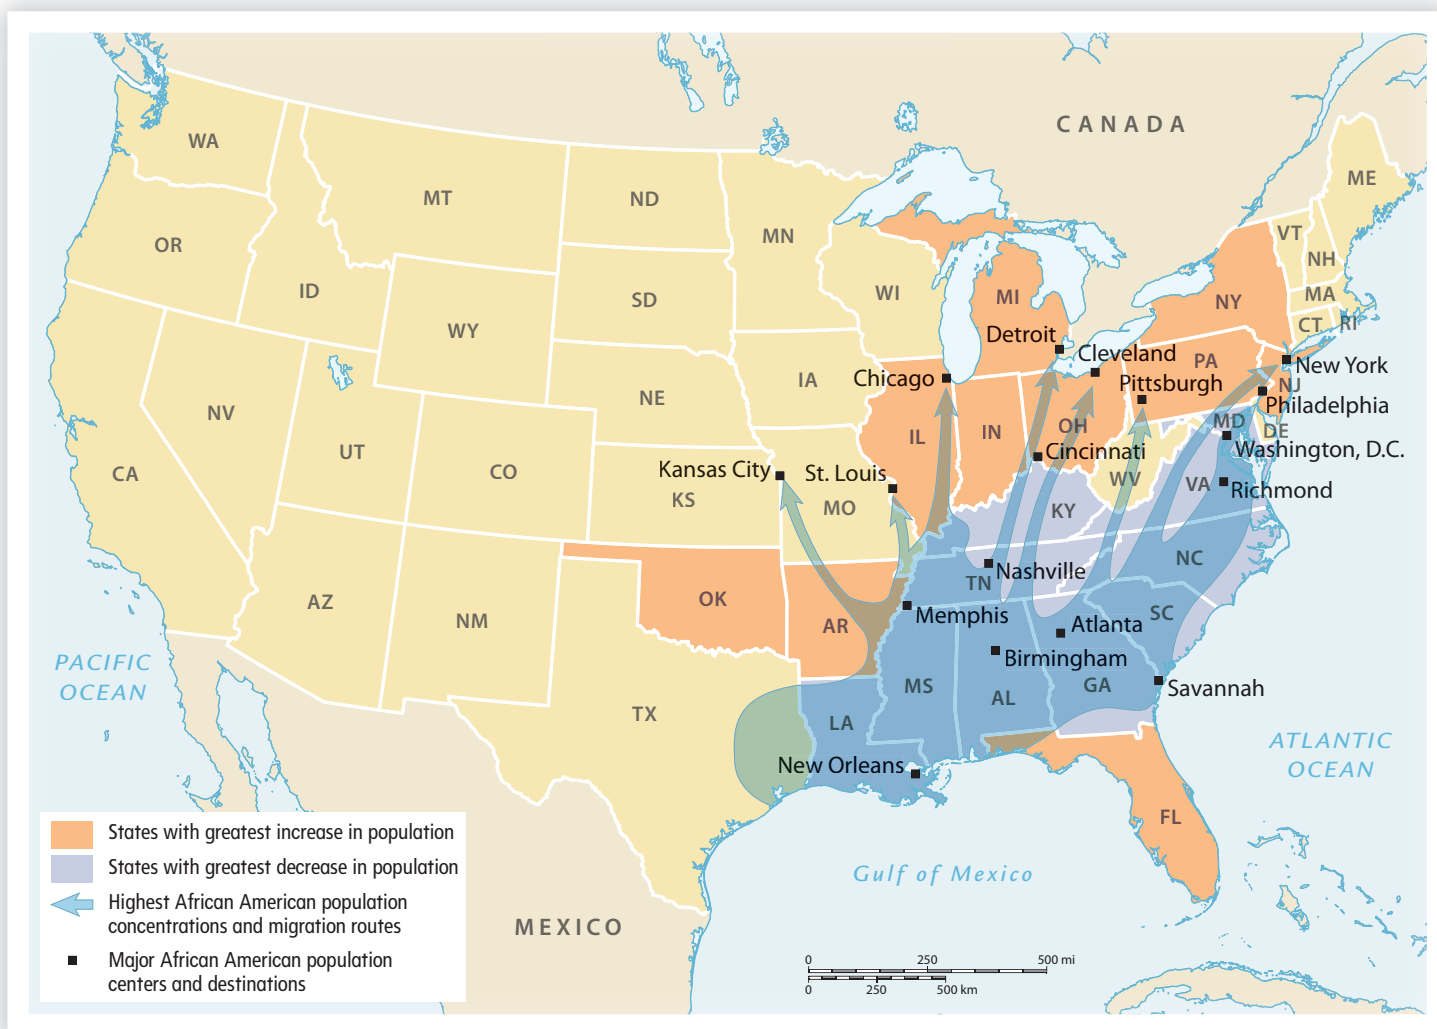 CANADA
WA
MT
ND
MN
ME
OR
ID
SD
WI
MI
VT
NH
NY
MA
CT
RI
WY
Detroit
Cleveland
PA
New York
IA
Chicago
Pittsburgh
NJ
NE
NV
Philadelphia
UT
CO
IL
IN
OH
MD
DE
Cincinnati
Washington, D.C.
CA
Kansas City
St. Louis
KS
MO
WV
VA
Richmond
KY
NC
Nashville
TN
AZ
NM
OK
AR
Memphis
SC
Atlanta
Birmingham
PACIFIC
OCEAN
TX
MS
AL
GA
Savannah
LA
New Orleans
ATLANTIC
OCEAN
FL
Gulf of Mexico
MEXICO
States with greatest increase in population
States with greatest decrease in population
Highest African American population
concentrations and migration routes
Major African American population
centers and destinations
0 250 500 mi
0 250 500 km